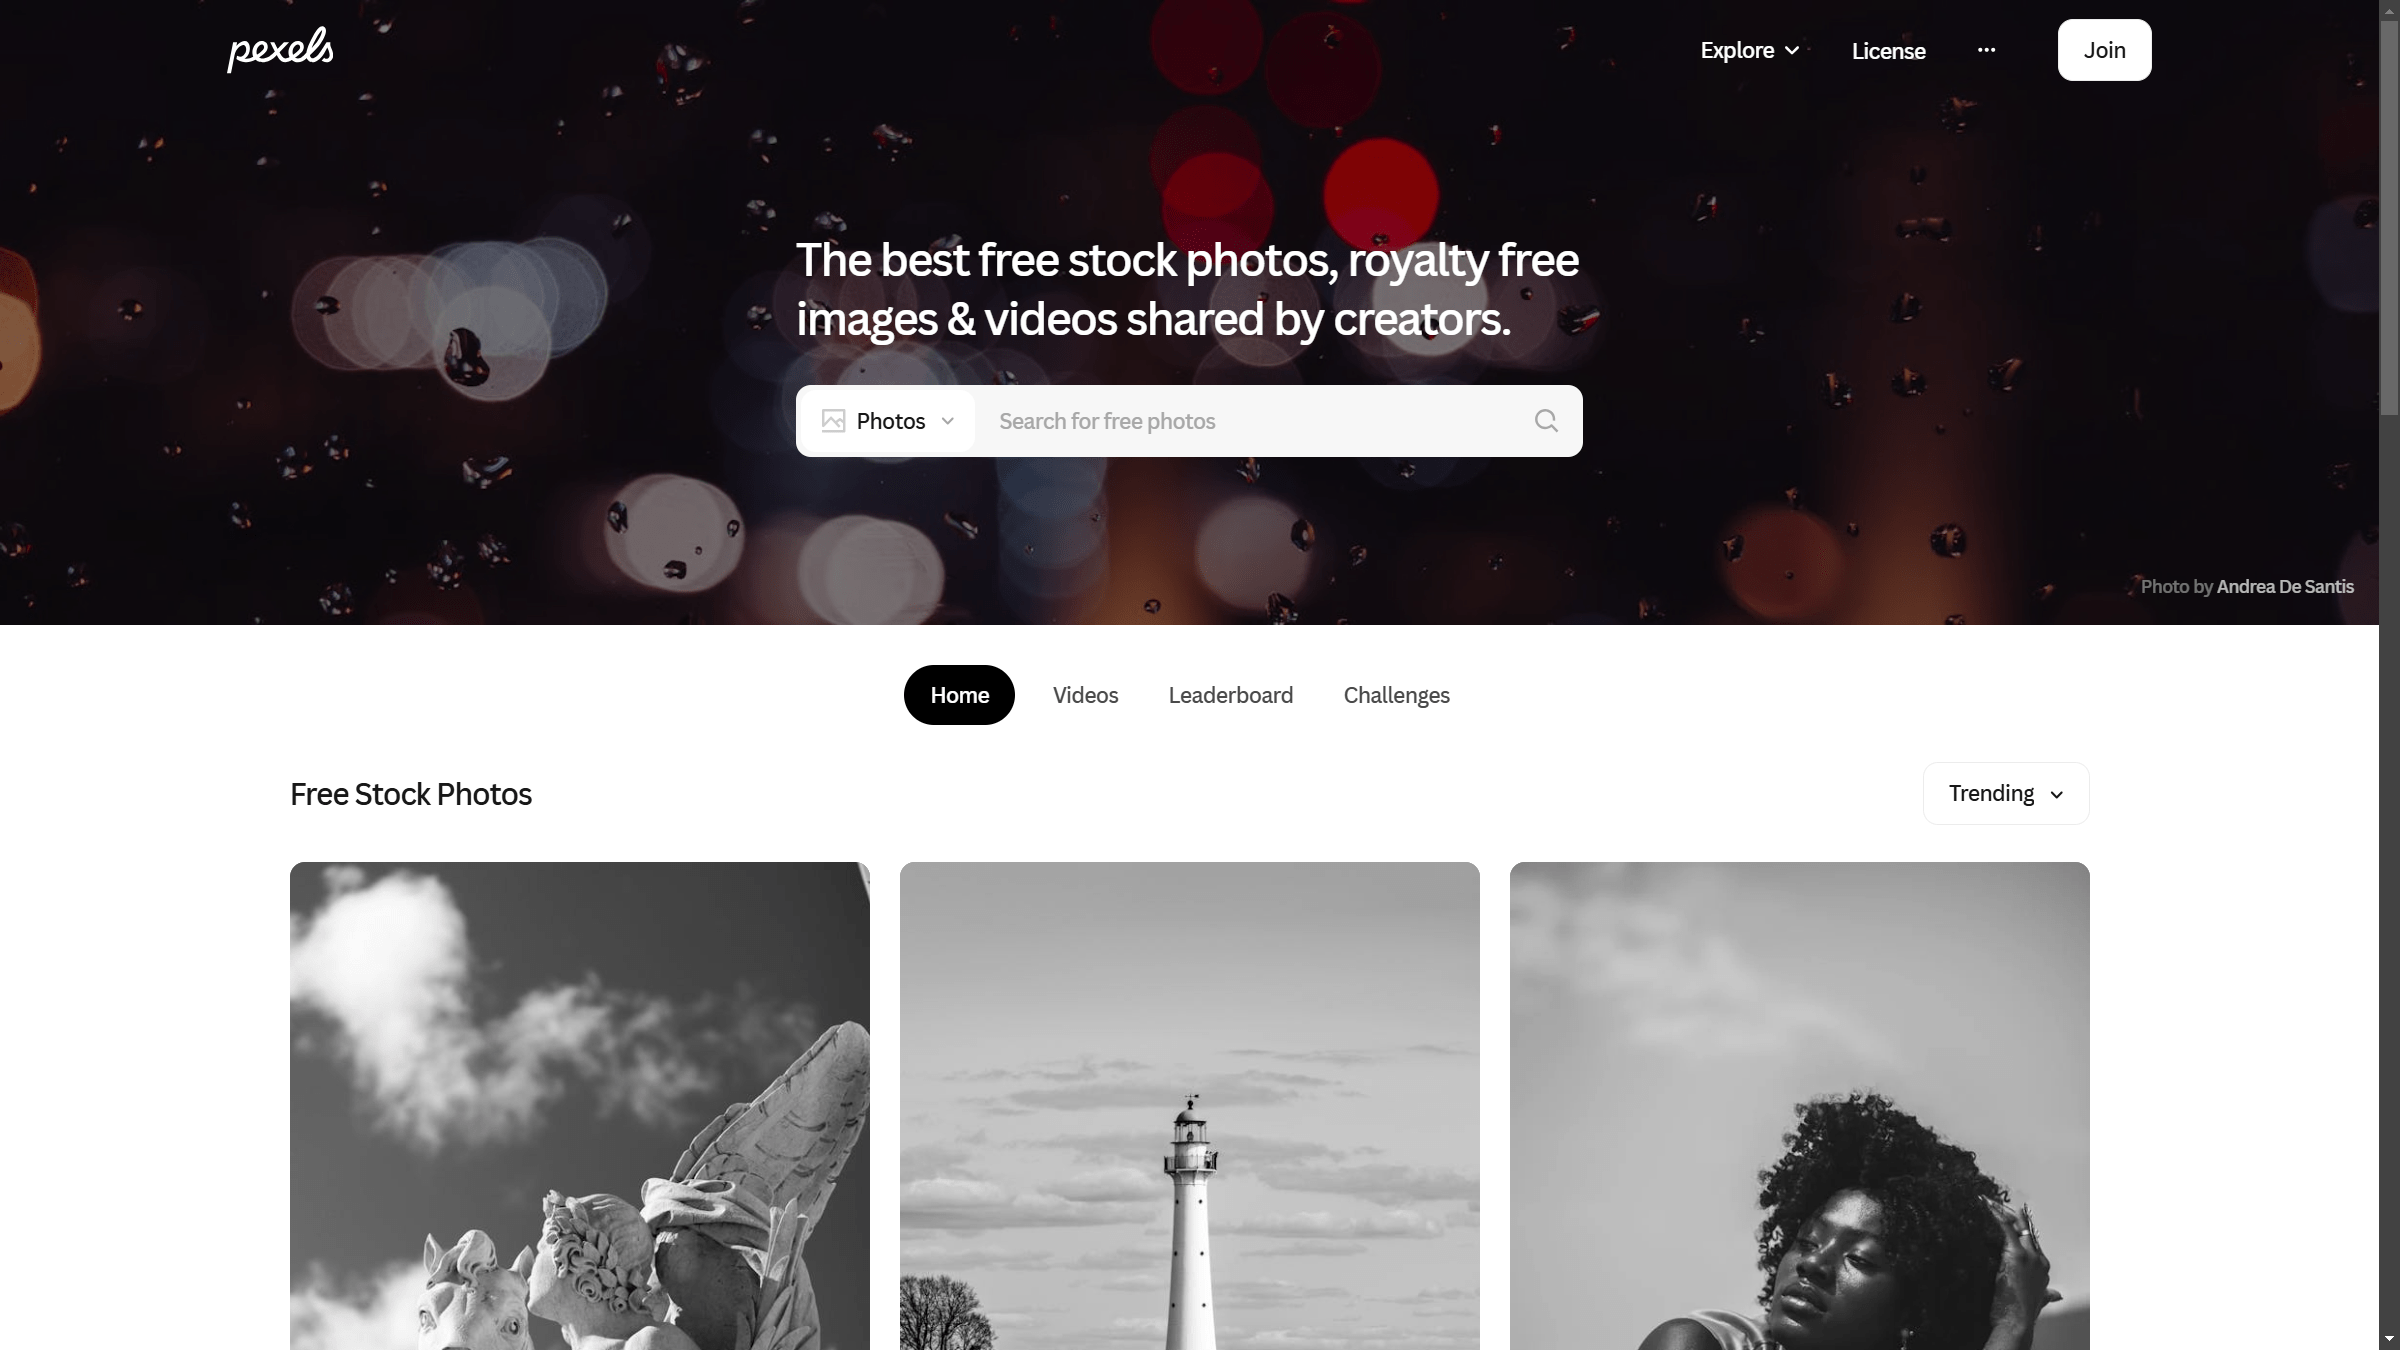 pexels
Explore
License
Join
The best free stock photos, royalty free
images & videos shared by creators.
Photos
Search for free photos
Photo by Andrea De Santis
Home
Videos
Leaderboard
Challenges
Free Stock Photos
Trending